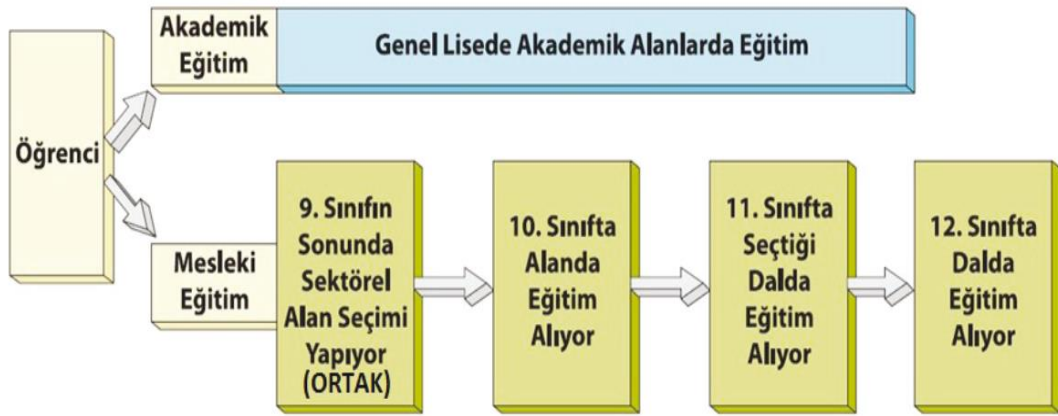 Öğrenci
Akademik
Eğitim
Genel Lisede Akademik Alanlarda Eğitim
Mesleki
Eğitim
9. Sınıfın
Sonunda
Sektörel
Alan Seçimi
Yapıyor
(ORTAK)
10. Sınıfta
Alanda
Eğitim
Alıyor
11. Sınıfta
Seçtiği
Dalda
Eğitim
Alıyor
12. Sınıfta
Dalda
Eğitim
Alıyor